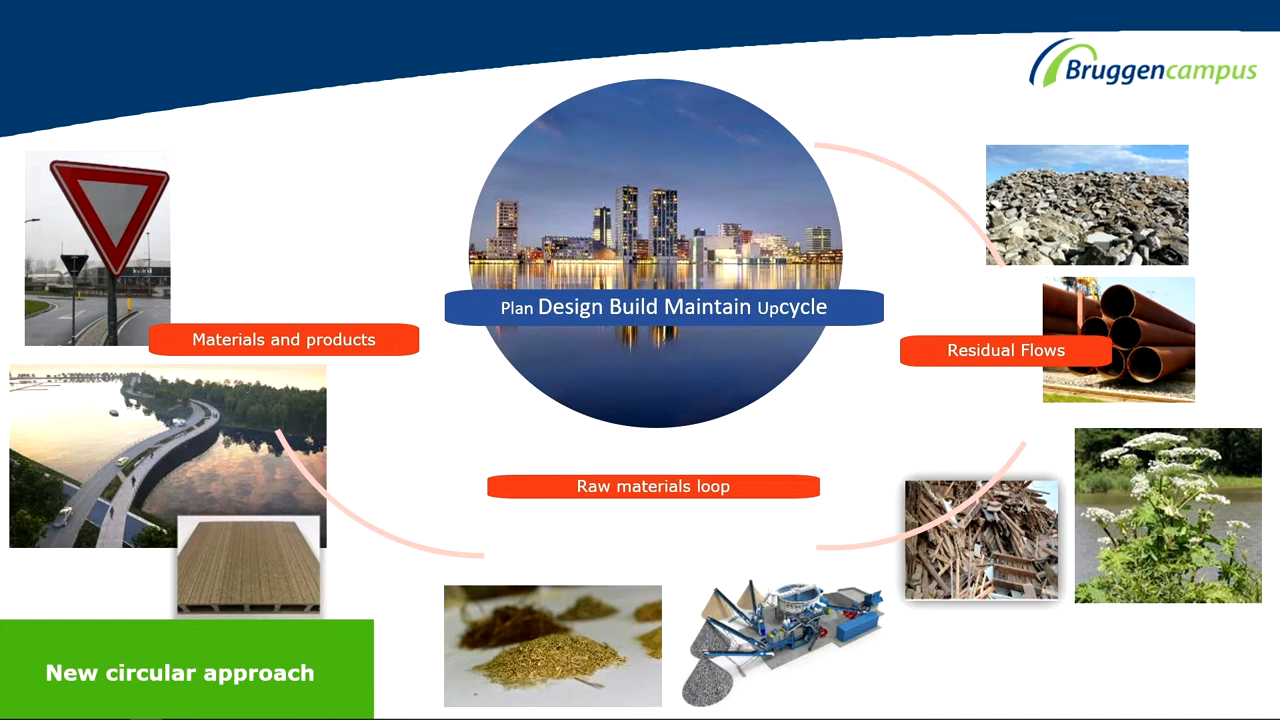 Bruggencampus
Plan Design Build Maintain Upcycle
Materials and products
Residual Flows
Raw materials loop
New circular approach